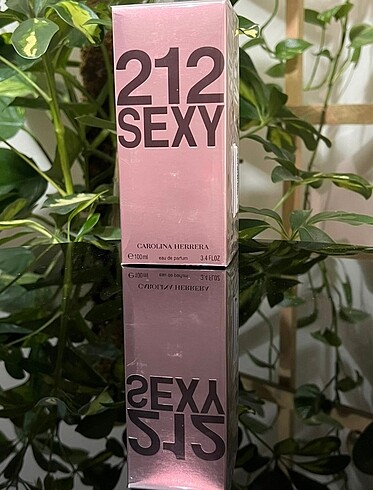 212
SEXY
CAROLINA HERRERA
℮100ml eau de parfum 3.4 FL.OZ